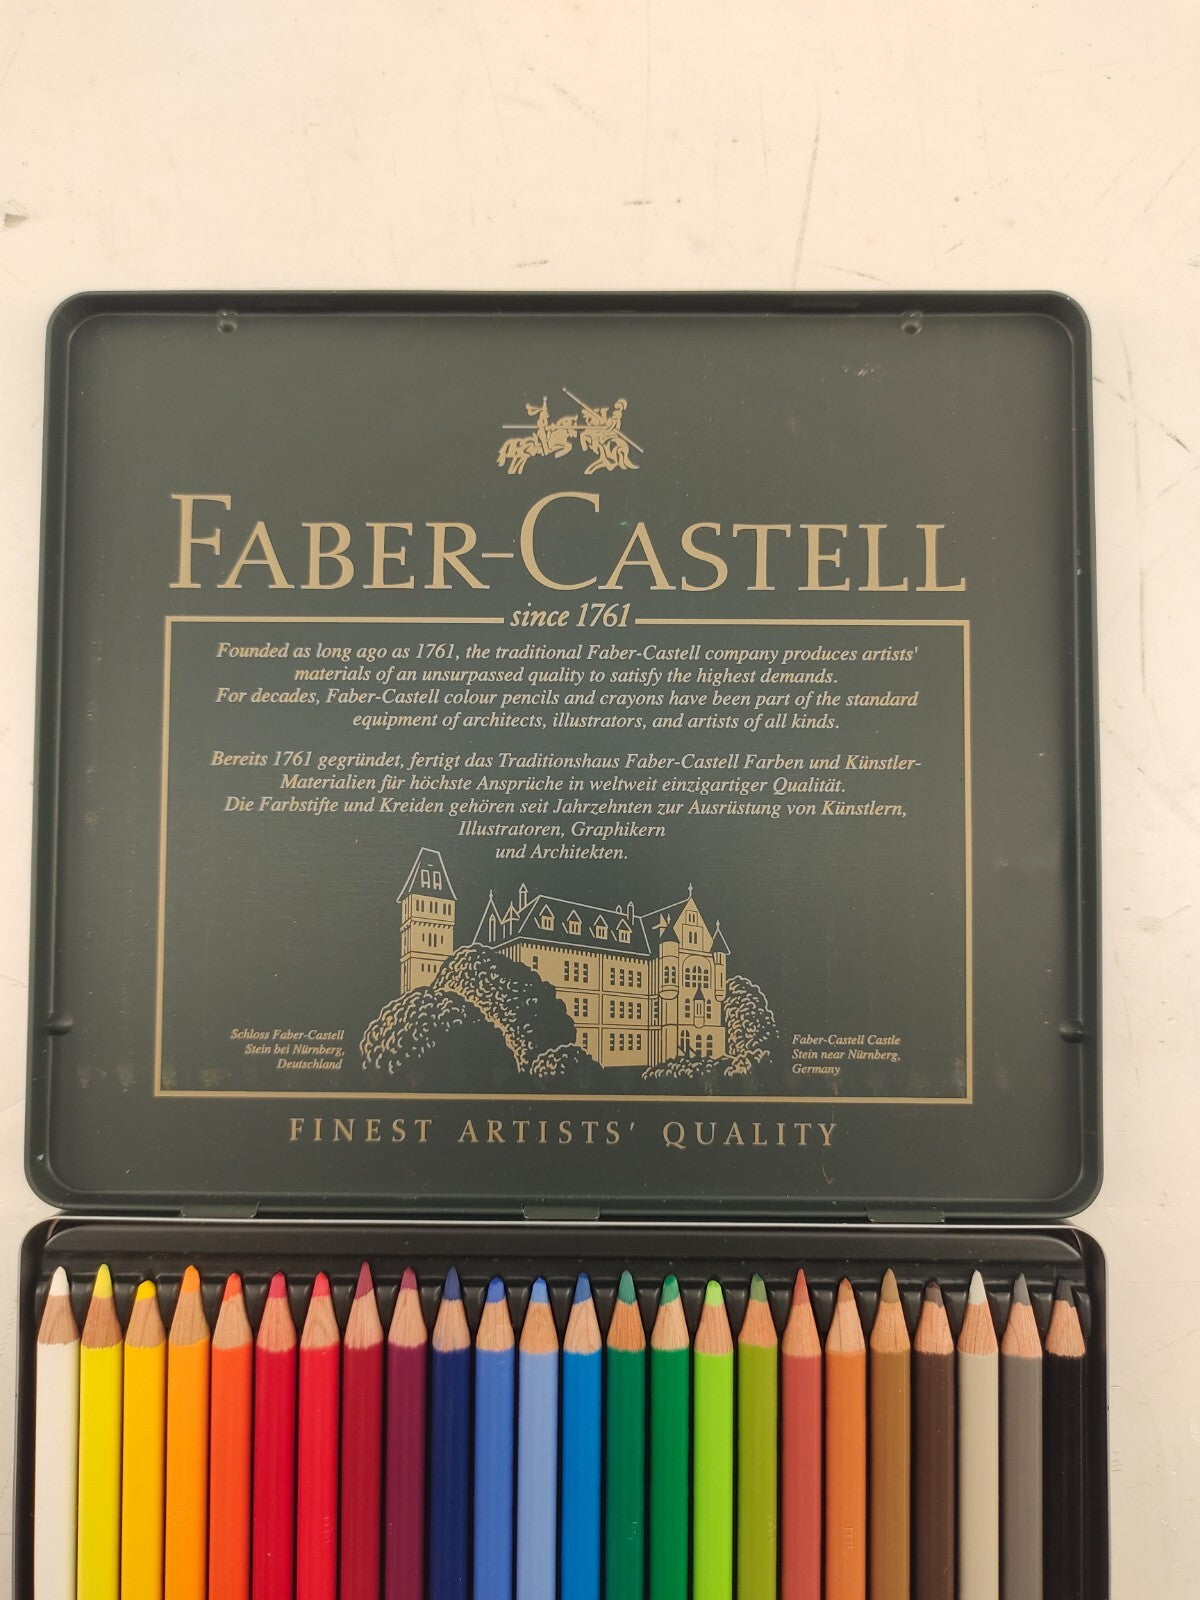 FABER-CASTELL
since 1761
Founded as long ago as 1761, the traditional Faber-Castell company produces artists'
materials of an unsurpassed quality to satisfy the highest demands.
For decades, Faber-Castell colour pencils and crayons have been part of the standard
equipment of architects, illustrators, and artists of all kinds.
Bereits 1761 gegründet, fertigt das Traditionshaus Faber-Castell Farben und Künstler-
Materialien für höchste Ansprüche in weltweit einzigartiger Qualität.
Die Farbstifte und Kreiden gehören seit Jahrzehnten zur Ausrüstung von Künstlern,
Illustratoren, Graphikern
und Architekten.
Schloss Faber-Castell
Stein bei Nürnberg,
Deutschland
Faber-Castell Castle
Stein near Nürnberg,
Germany
FINEST ARTISTS' QUALITY